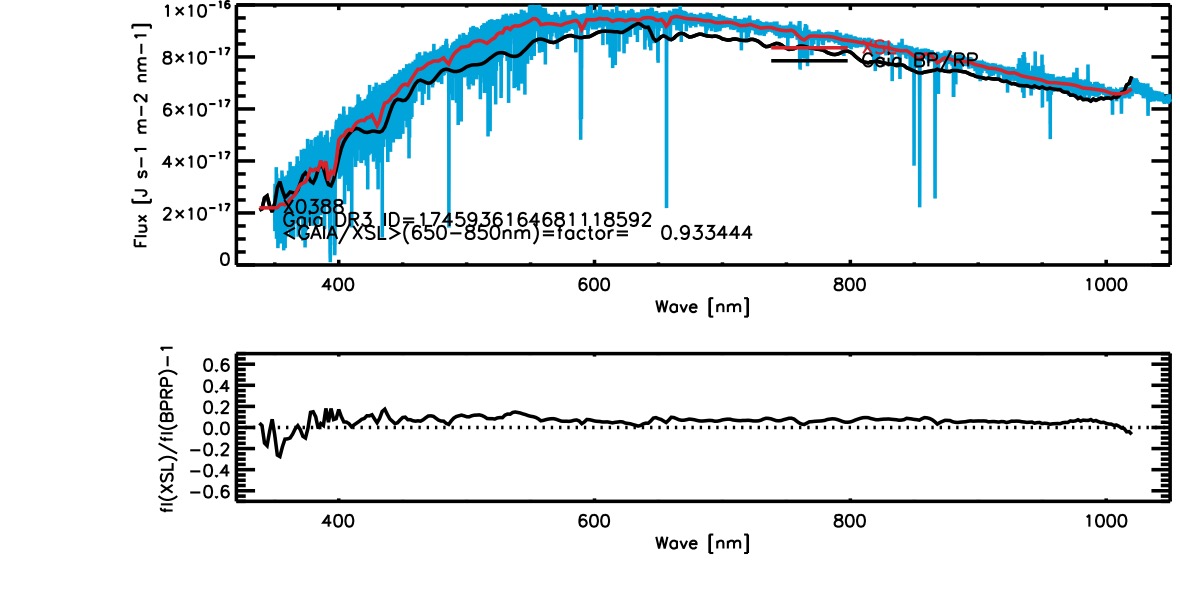 1×10−16
8×10−17
6×10−17
4×10−17
2×10−17
0
Flux [J s−1 m−2 nm−1]
XSL
Gaia BP/RP
X0388
Gaia DR3 ID=1745936164681118592
<GAIA/XSL>(650−850nm)=factor= 0.933444
400 600 800 1000
Wave [nm]
fl(XSL)/fl(BPRP)−1
0.6
0.4
0.2
0.0
−0.2
−0.4
−0.6
400 600 800 1000
Wave [nm]